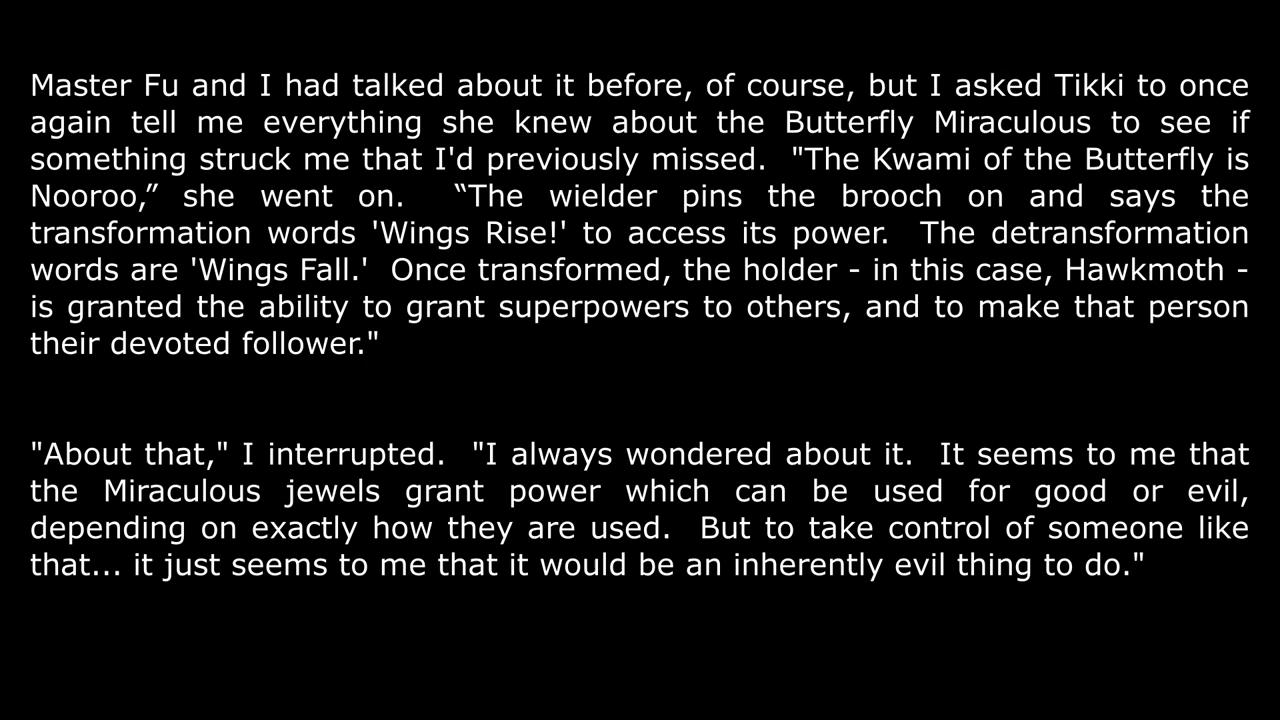 Master Fu and I had talked about it before, of course, but I asked Tikki to once
again tell me everything she knew about the Butterfly Miraculous to see if
something struck me that I'd previously missed.  "The Kwami of the Butterfly is
Nooroo,” she went on.  “The wielder pins the brooch on and says the
transformation words 'Wings Rise!' to access its power.  The detransformation
words are 'Wings Fall.'  Once transformed, the holder - in this case, Hawkmoth -
is granted the ability to grant superpowers to others, and to make that person
their devoted follower."
"About that," I interrupted.  "I always wondered about it.  It seems to me that
the Miraculous jewels grant power which can be used for good or evil,
depending on exactly how they are used.  But to take control of someone like
that... it just seems to me that it would be an inherently evil thing to do."